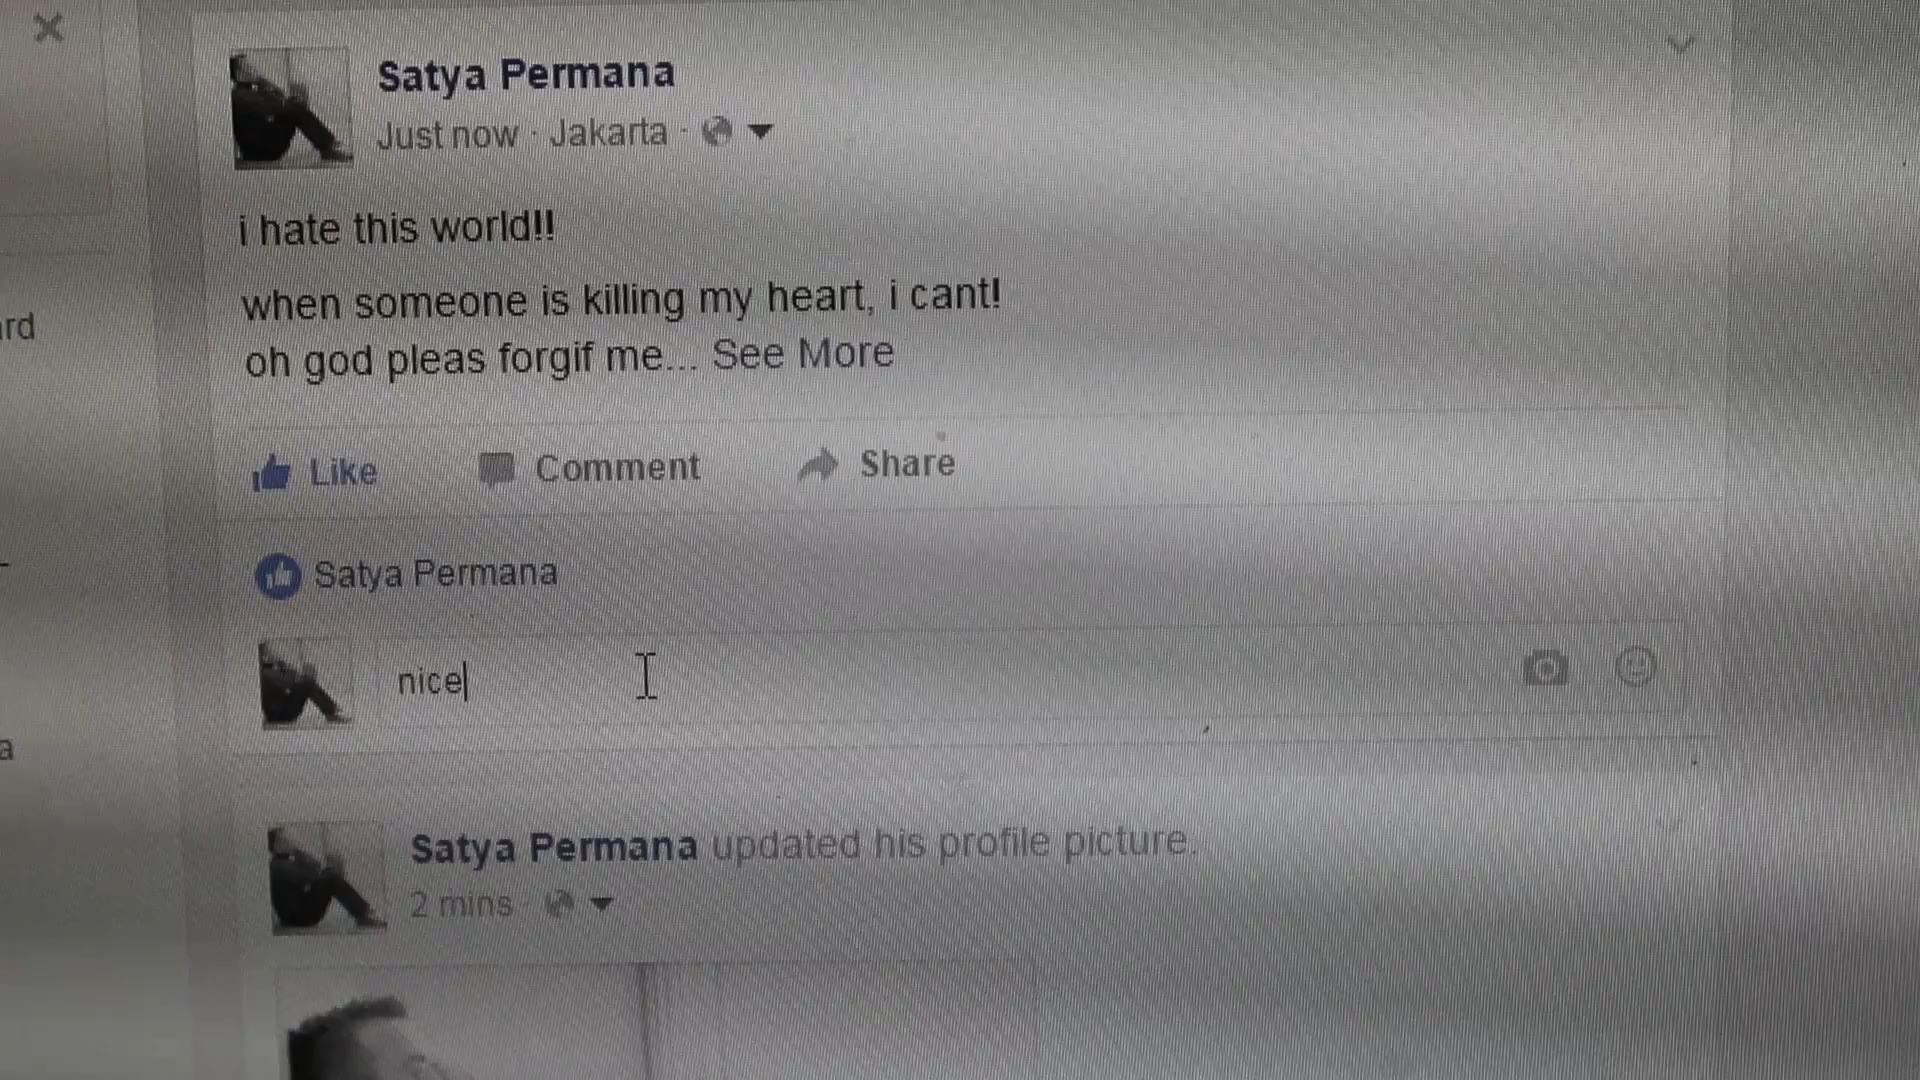 Satya Permana
Just now · Jakarta ·
i hate this world!!
when someone is killing my heart, i cant!
oh god pleas forgif me... See More
rd
Like Comment Share
Satya Permana
nice
a
Satya Permana updated his profile picture.
2 mins ·